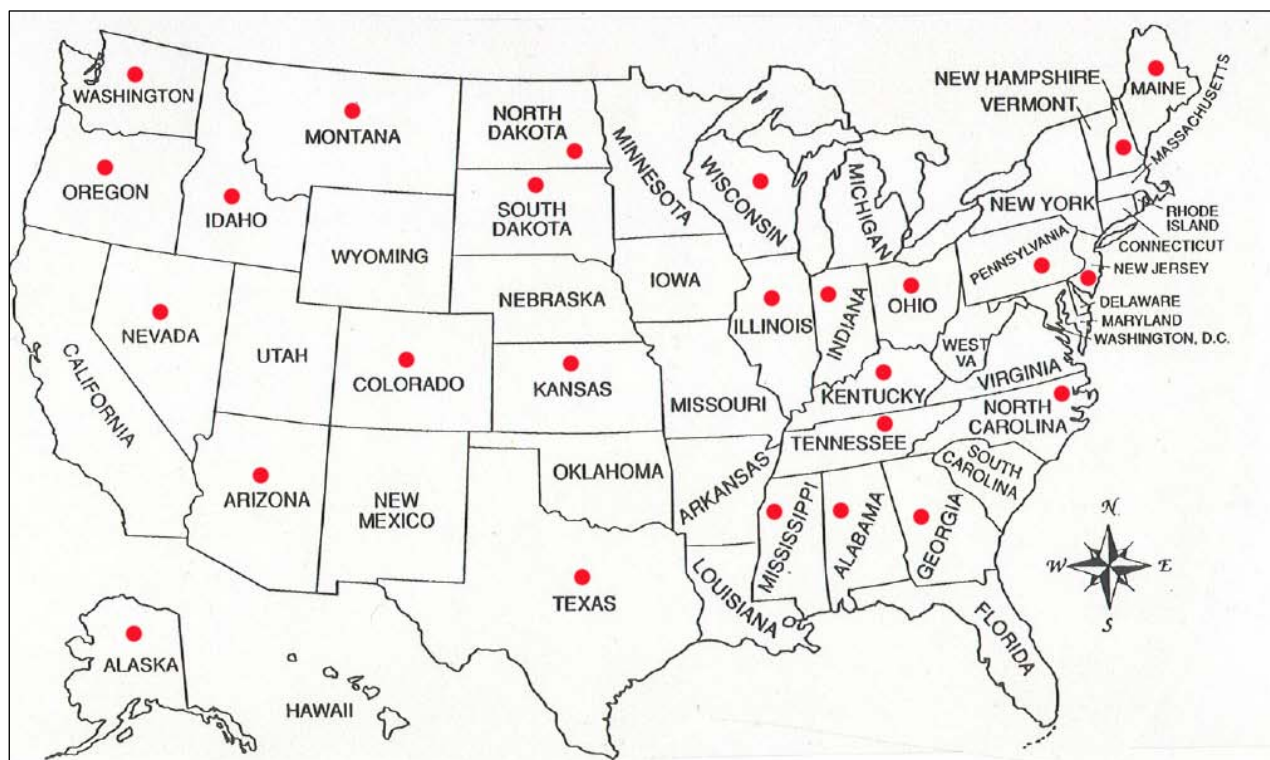 WASHINGTON
MONTANA
NORTH
DAKOTA
MINNESOTA
WISCONSIN
MICHIGAN
NEW HAMPSHIRE
VERMONT
MAINE
MASSACHUSETTS
OREGON
IDAHO
WYOMING
SOUTH
DAKOTA
IOWA
NEW YORK
RHODE
ISLAND
CONNECTICUT
NEW JERSEY
PENNSYLVANIA
DELAWARE
MARYLAND
WASHINGTON, D.C.
NEVADA
UTAH
COLORADO
NEBRASKA
KANSAS
ILLINOIS
INDIANA
OHIO
WEST
VA
VIRGINIA
CALIFORNIA
MISSOURI
KENTUCKY
NORTH
CAROLINA
TENNESSEE
SOUTH
CAROLINA
ARIZONA
NEW
MEXICO
OKLAHOMA
ARKANSAS
MISSISSIPPI
ALABAMA
GEORGIA
TEXAS
LOUISIANA
FLORIDA
ALASKA
HAWAII
N
W
E
S